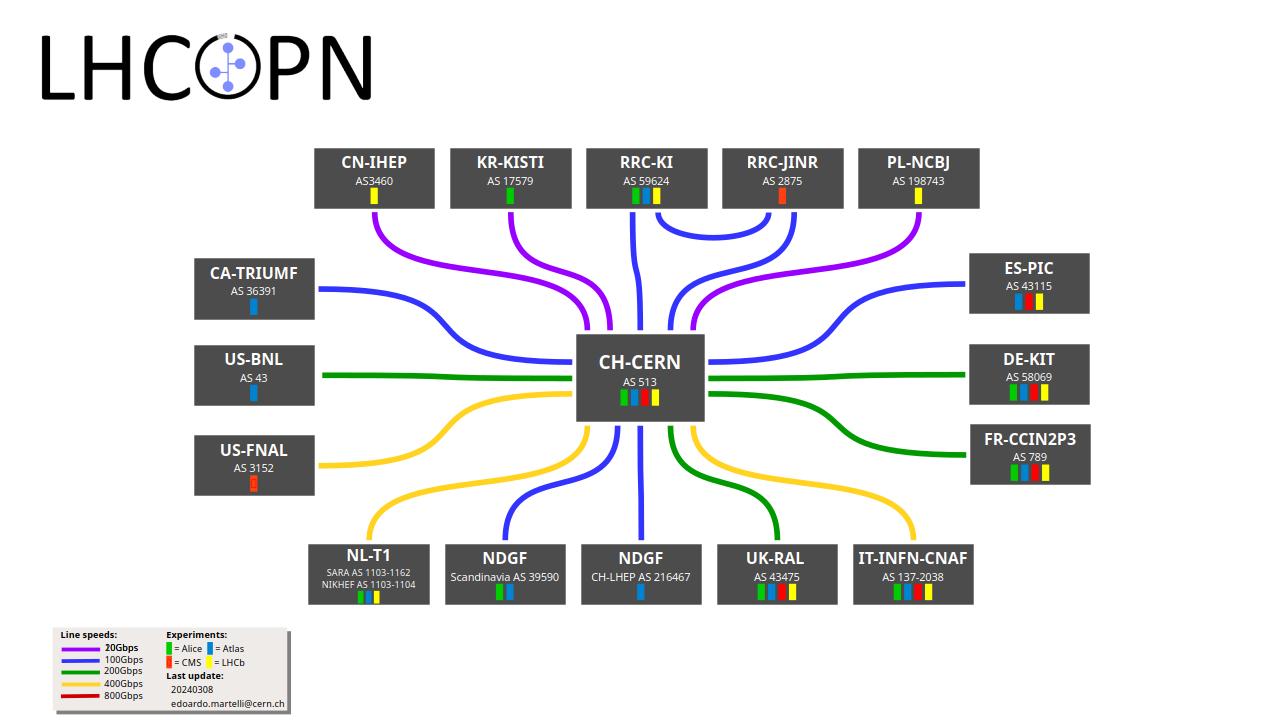 LHCOPN
CN-IHEP
AS3460
KR-KISTI
AS 17579
RRC-KI
AS 59624
RRC-JINR
AS 2875
PL-NCBJ
AS 198743
CA-TRIUMF
AS 36391
ES-PIC
AS 43115
US-BNL
AS 43
CH-CERN
AS 513
DE-KIT
AS 58069
US-FNAL
AS 3152
FR-CCIN2P3
AS 789
NL-T1
SARA AS 1103-1162
NIKHEF AS 1103-1104
NDGF
Scandinavia AS 39590
NDGF
CH-LHEP AS 216467
UK-RAL
AS 43475
IT-INFN-CNAF
AS 137-2038
Line speeds:
20Gbps
100Gbps
200Gbps
400Gbps
800Gbps
Experiments:
= Alice = Atlas
= CMS = LHCb
Last update:
20240308
edoardo.martelli@cern.ch